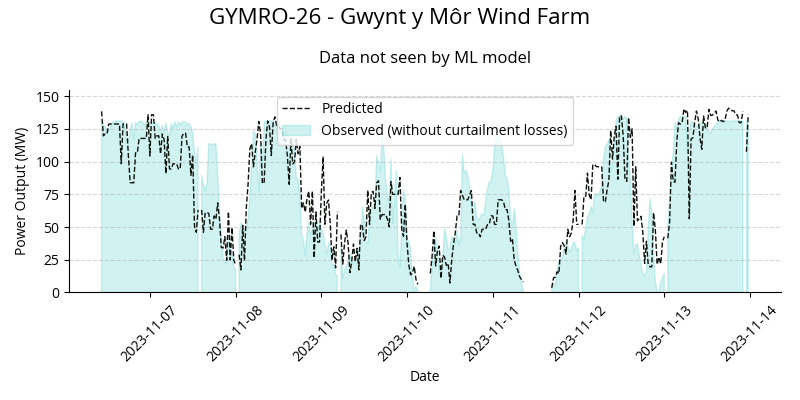 GYMRO-26 - Gwynt y Môr Wind Farm
Data not seen by ML model
Predicted
Observed (without curtailment losses)
Power Output (MW)
150
125
100
75
50
25
0
2023-11-07
2023-11-08
2023-11-09
2023-11-10
2023-11-11
2023-11-12
2023-11-13
2023-11-14
Date